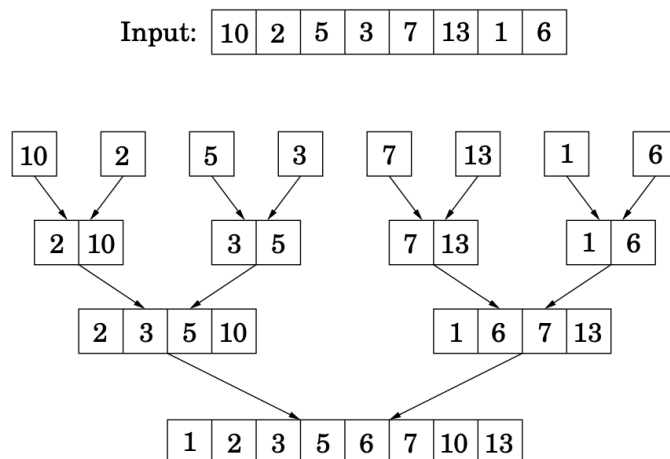 Input: 10 2 5 3 7 13 1 6
10 2 5 3 7 13 1 6
2 10 3 5 7 13 1 6
2 3 5 10 1 6 7 13
1 2 3 5 6 7 10 13